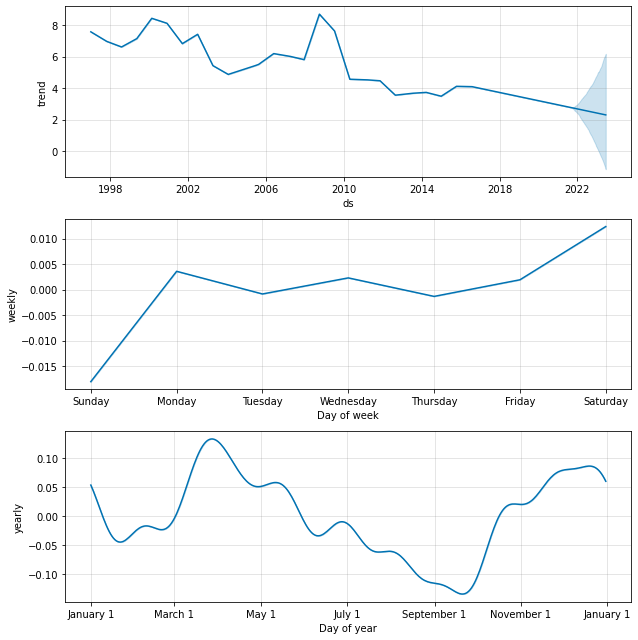 8
6
4
2
0
trend
1998 2002 2006 2010 2014 2018 2022
ds
0.010
0.005
0.000
−0.005
−0.010
−0.015
weekly
Sunday Monday Tuesday Wednesday Thursday Friday Saturday
Day of week
0.10
0.05
0.00
−0.05
−0.10
yearly
January 1 March 1 May 1 July 1 September 1 November 1 January 1
Day of year